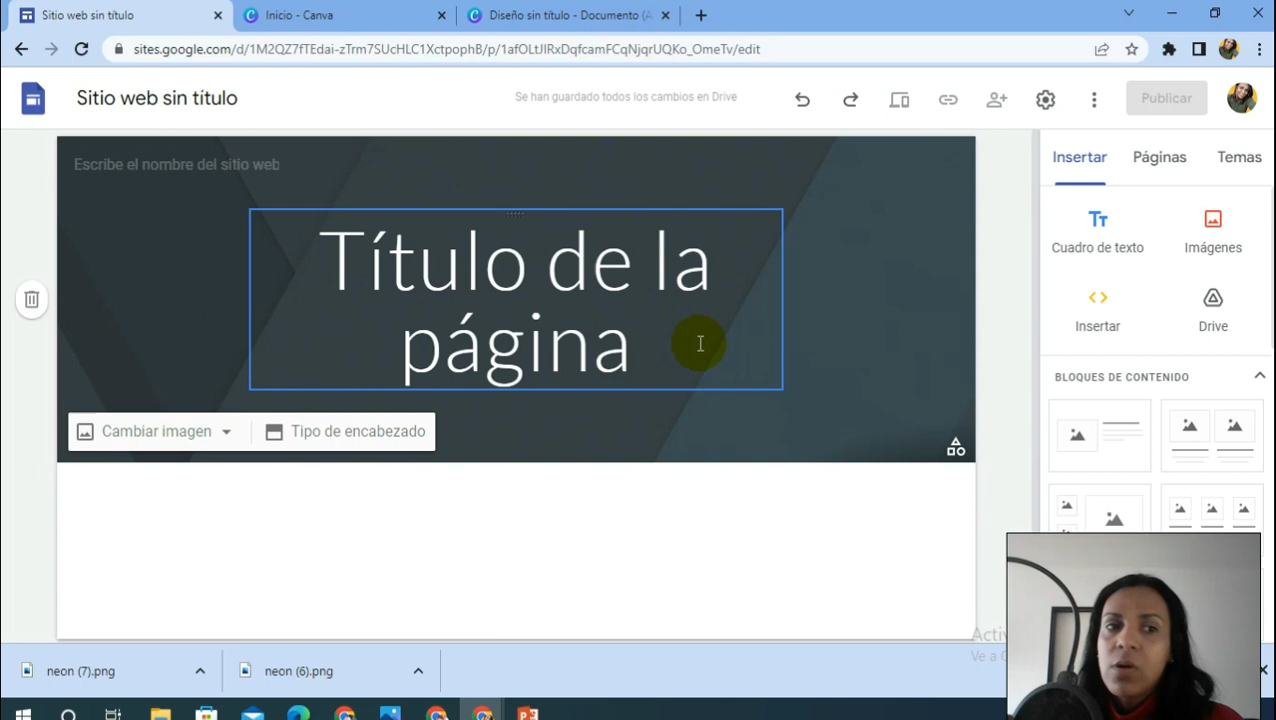 Sitio web sin título
Inicio - Canva
Diseño sin título - Documento (A
sites.google.com/d/1M2QZ7fTEdai-zTrm7SUcHLC1XctpophB/p/1afOLtJlRxDqfcamFCqNjqrUQKo_OmeTv/edit
Sitio web sin título
Se han guardado todos los cambios en Drive
Publicar
Escribe el nombre del sitio web
Título de la
página
Cambiar imagen
Tipo de encabezado
Insertar
Páginas
Temas
Cuadro de texto
Imágenes
Insertar
Drive
BLOQUES DE CONTENIDO
Activ
Ve a C
neon (7).png
neon (6).png